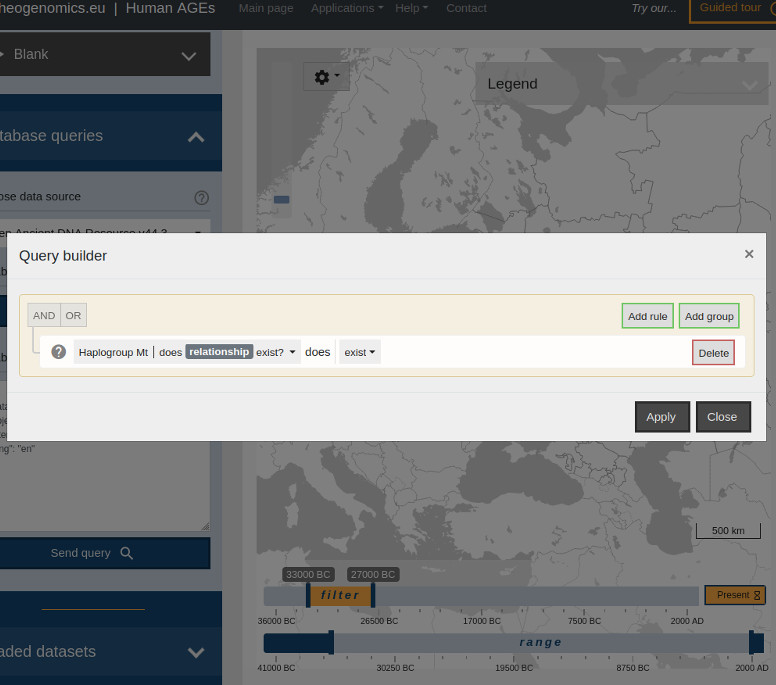 heogenomics.eu | Human AGEs Main page Applications Help Contact Try our... Guided tour
Blank
Legend
tabase queries
ose data source
en Ancient DNA Resource v44.3
Query builder ×
AND OR Add rule Add group
? Haplogroup Mt | does relationship exist? does exist Delete
Apply Close
ng": "en"
500 km
Send query
33000 BC 27000 BC
filter Present
36000 BC 26500 BC 17000 BC 7500 BC 2000 AD
range
aded datasets
41000 BC 30250 BC 19500 BC 8750 BC 2000 AD